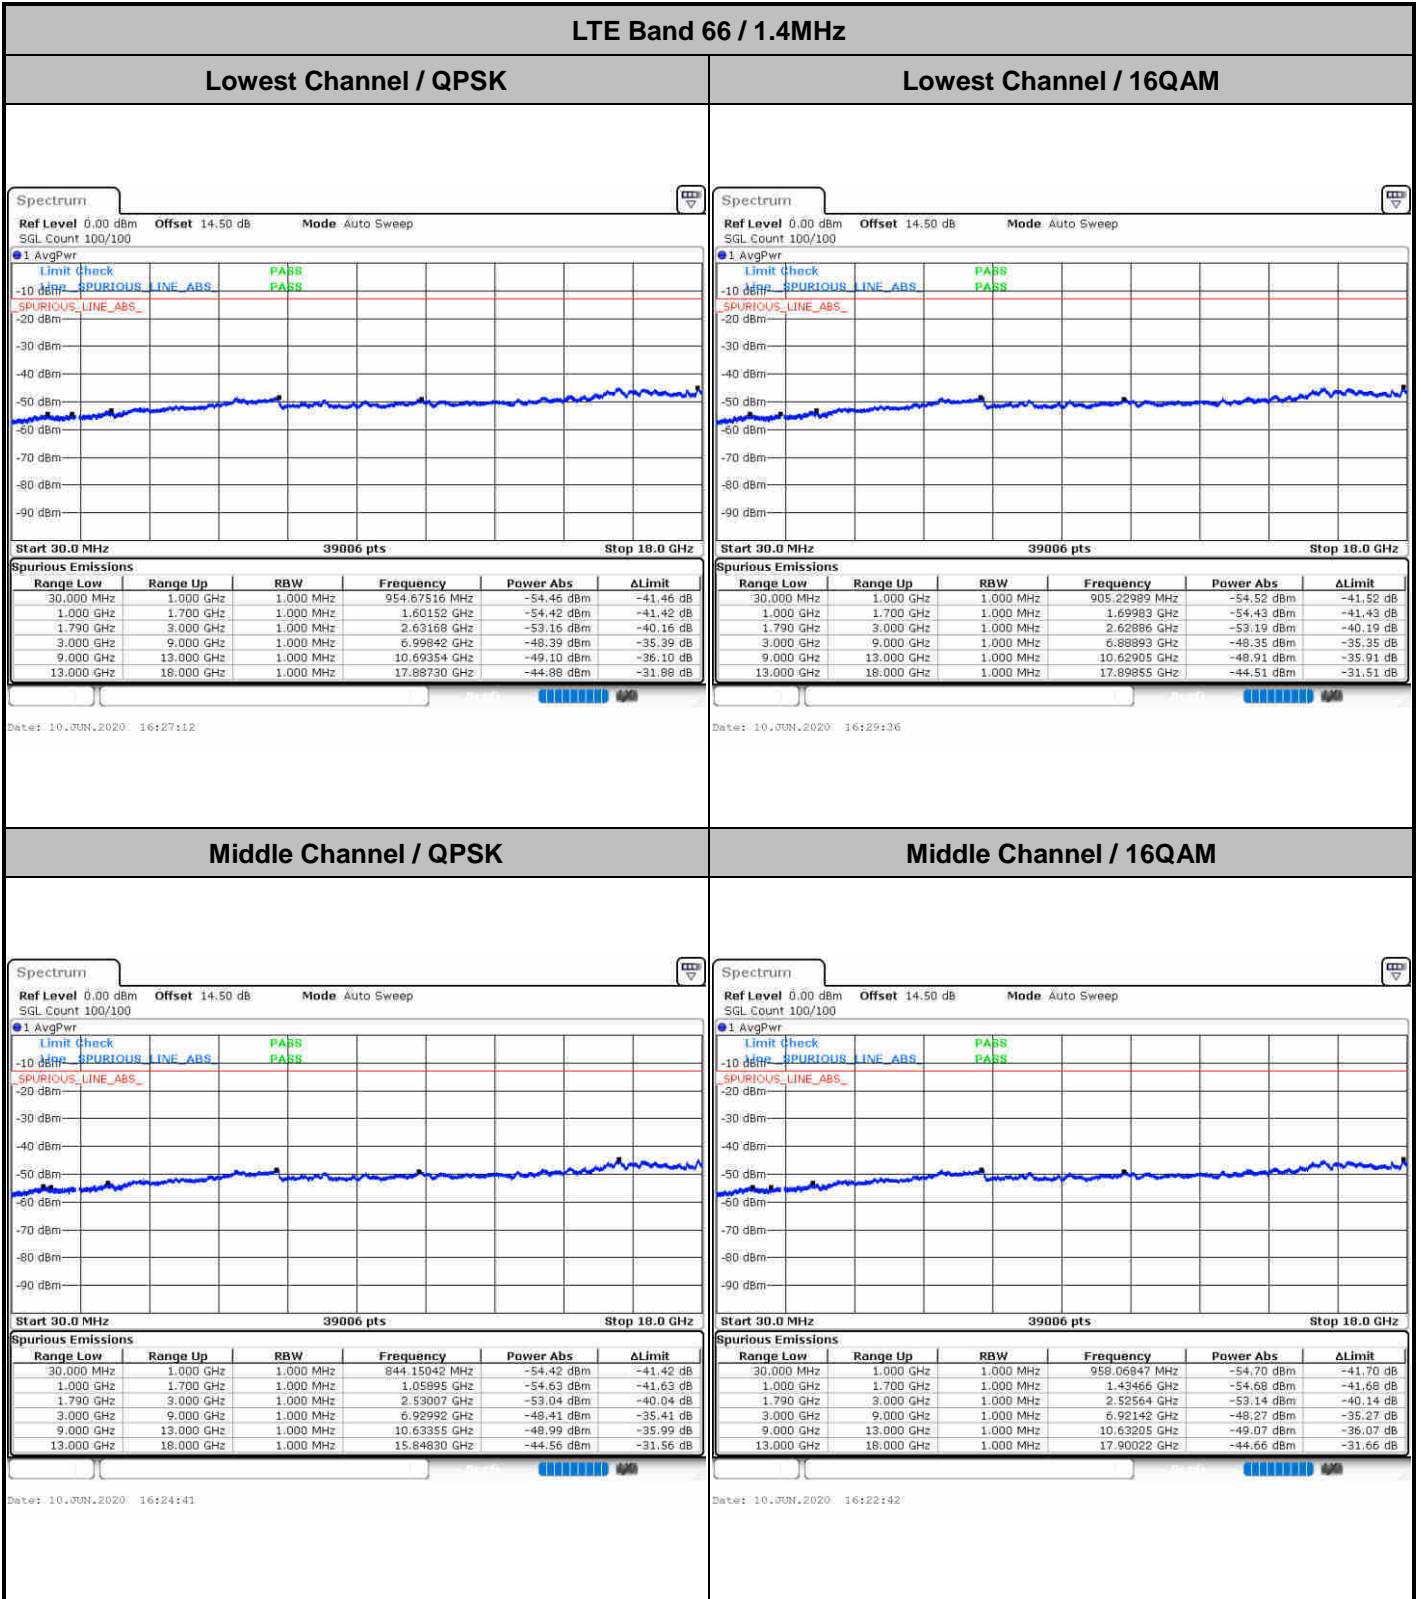 LTE Band 66 / 1.4MHz
Lowest Channel / QPSK
Lowest Channel / 16QAM
Spectrum
Ref Level 0.00 dBm Offset 14.50 dB Mode Auto Sweep
SGL Count 100/100
1 AvgPwr
Limit Check PASS
Line _SPURIOUS_LINE_ABS_ PASS
-10 dBm
_SPURIOUS_LINE_ABS_
-20 dBm
-30 dBm
-40 dBm
-50 dBm
-60 dBm
-70 dBm
-80 dBm
-90 dBm
Start 30.0 MHz 39006 pts Stop 18.0 GHz
Spurious Emissions
Range Low Range Up RBW Frequency Power Abs ΔLimit
30.000 MHz 1.000 GHz 1.000 MHz 954.67516 MHz -54.46 dBm -41.46 dB
1.000 GHz 1.700 GHz 1.000 MHz 1.60152 GHz -54.42 dBm -41.42 dB
1.790 GHz 3.000 GHz 1.000 MHz 2.63168 GHz -53.16 dBm -40.16 dB
3.000 GHz 9.000 GHz 1.000 MHz 6.99842 GHz -48.39 dBm -35.39 dB
9.000 GHz 13.000 GHz 1.000 MHz 10.69354 GHz -49.10 dBm -36.10 dB
13.000 GHz 18.000 GHz 1.000 MHz 17.88730 GHz -44.88 dBm -31.88 dB
Date: 10.JUN.2020 16:27:12
Spectrum
Ref Level 0.00 dBm Offset 14.50 dB Mode Auto Sweep
SGL Count 100/100
1 AvgPwr
Limit Check PASS
Line _SPURIOUS_LINE_ABS_ PASS
-10 dBm
_SPURIOUS_LINE_ABS_
-20 dBm
-30 dBm
-40 dBm
-50 dBm
-60 dBm
-70 dBm
-80 dBm
-90 dBm
Start 30.0 MHz 39006 pts Stop 18.0 GHz
Spurious Emissions
Range Low Range Up RBW Frequency Power Abs ΔLimit
30.000 MHz 1.000 GHz 1.000 MHz 905.22989 MHz -54.52 dBm -41.52 dB
1.000 GHz 1.700 GHz 1.000 MHz 1.69983 GHz -54.43 dBm -41.43 dB
1.790 GHz 3.000 GHz 1.000 MHz 2.62886 GHz -53.19 dBm -40.19 dB
3.000 GHz 9.000 GHz 1.000 MHz 6.88893 GHz -48.35 dBm -35.35 dB
9.000 GHz 13.000 GHz 1.000 MHz 10.62905 GHz -48.91 dBm -35.91 dB
13.000 GHz 18.000 GHz 1.000 MHz 17.89855 GHz -44.51 dBm -31.51 dB
Date: 10.JUN.2020 16:29:36
Middle Channel / QPSK
Middle Channel / 16QAM
Spectrum
Ref Level 0.00 dBm Offset 14.50 dB Mode Auto Sweep
SGL Count 100/100
1 AvgPwr
Limit Check PASS
Line _SPURIOUS_LINE_ABS_ PASS
-10 dBm
_SPURIOUS_LINE_ABS_
-20 dBm
-30 dBm
-40 dBm
-50 dBm
-60 dBm
-70 dBm
-80 dBm
-90 dBm
Start 30.0 MHz 39006 pts Stop 18.0 GHz
Spurious Emissions
Range Low Range Up RBW Frequency Power Abs ΔLimit
30.000 MHz 1.000 GHz 1.000 MHz 844.15042 MHz -54.42 dBm -41.42 dB
1.000 GHz 1.700 GHz 1.000 MHz 1.05895 GHz -54.63 dBm -41.63 dB
1.790 GHz 3.000 GHz 1.000 MHz 2.53007 GHz -53.04 dBm -40.04 dB
3.000 GHz 9.000 GHz 1.000 MHz 6.92992 GHz -48.41 dBm -35.41 dB
9.000 GHz 13.000 GHz 1.000 MHz 10.63355 GHz -48.99 dBm -35.99 dB
13.000 GHz 18.000 GHz 1.000 MHz 15.84830 GHz -44.56 dBm -31.56 dB
Date: 10.JUN.2020 16:24:41
Spectrum
Ref Level 0.00 dBm Offset 14.50 dB Mode Auto Sweep
SGL Count 100/100
1 AvgPwr
Limit Check PASS
Line _SPURIOUS_LINE_ABS_ PASS
-10 dBm
_SPURIOUS_LINE_ABS_
-20 dBm
-30 dBm
-40 dBm
-50 dBm
-60 dBm
-70 dBm
-80 dBm
-90 dBm
Start 30.0 MHz 39006 pts Stop 18.0 GHz
Spurious Emissions
Range Low Range Up RBW Frequency Power Abs ΔLimit
30.000 MHz 1.000 GHz 1.000 MHz 958.06847 MHz -54.70 dBm -41.70 dB
1.000 GHz 1.700 GHz 1.000 MHz 1.43466 GHz -54.68 dBm -41.68 dB
1.790 GHz 3.000 GHz 1.000 MHz 2.52564 GHz -53.14 dBm -40.14 dB
3.000 GHz 9.000 GHz 1.000 MHz 6.92142 GHz -48.27 dBm -35.27 dB
9.000 GHz 13.000 GHz 1.000 MHz 10.63205 GHz -49.07 dBm -36.07 dB
13.000 GHz 18.000 GHz 1.000 MHz 17.90022 GHz -44.66 dBm -31.66 dB
Date: 10.JUN.2020 16:22:42